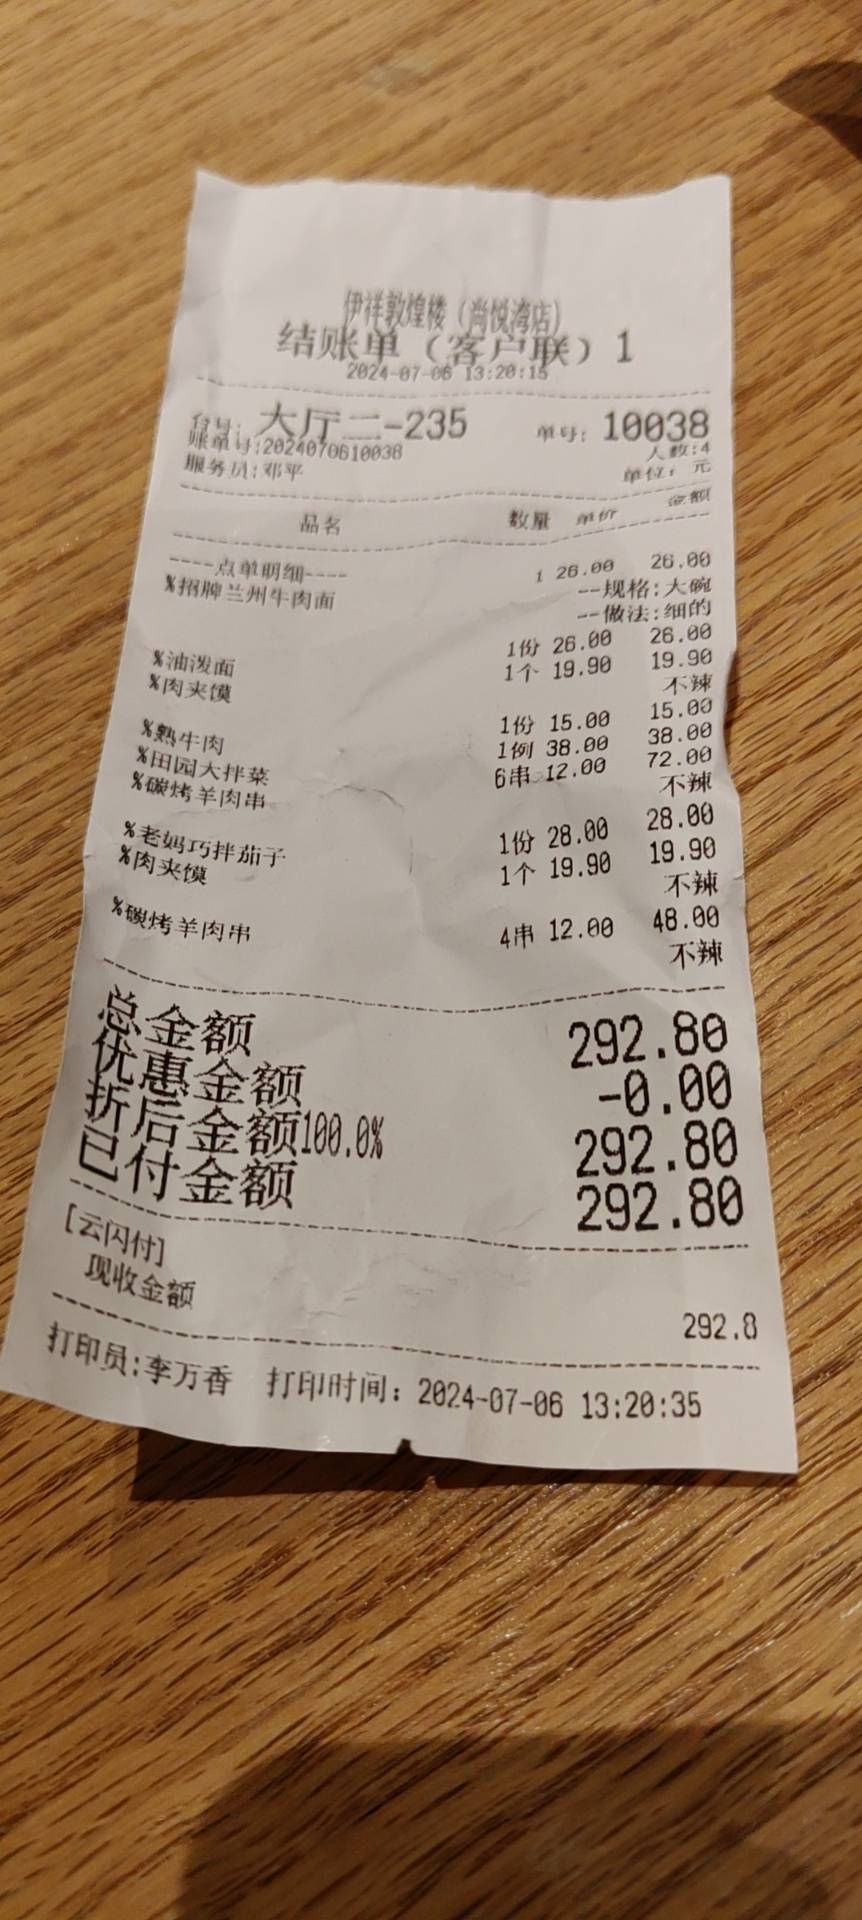 伊祥敦煌楼（尚悦湾店）
结账单（客户联）1
2024-07-06 13:20:15
台号: 大厅二-235 单号: 10038
账单号:2024070610038 人数:4
服务员:邓平 单位: 元
品名 数量 单价 金额
----点单明细----
%招牌兰州牛肉面 1 26.00 26.00
--规格:大碗
--做法:细的
%油泼面 1份 26.00 26.00
%肉夹馍 1个 19.90 19.90
不辣
%熟牛肉 1份 15.00 15.00
%田园大拌菜 1例 38.00 38.00
%碳烤羊肉串 6串 12.00 72.00
不辣
%老妈巧拌茄子 1份 28.00 28.00
%肉夹馍 1个 19.90 19.90
不辣
%碳烤羊肉串 4串 12.00 48.00
不辣
总金额 292.80
优惠金额 -0.00
折后金额100.0% 292.80
已付金额 292.80
[云闪付]
现收金额 292.8
打印员:李万香 打印时间: 2024-07-06 13:20:35